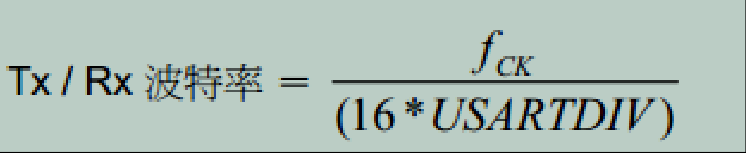 Tx / Rx 波特率 = f_CK / (16 * USARTDIV)